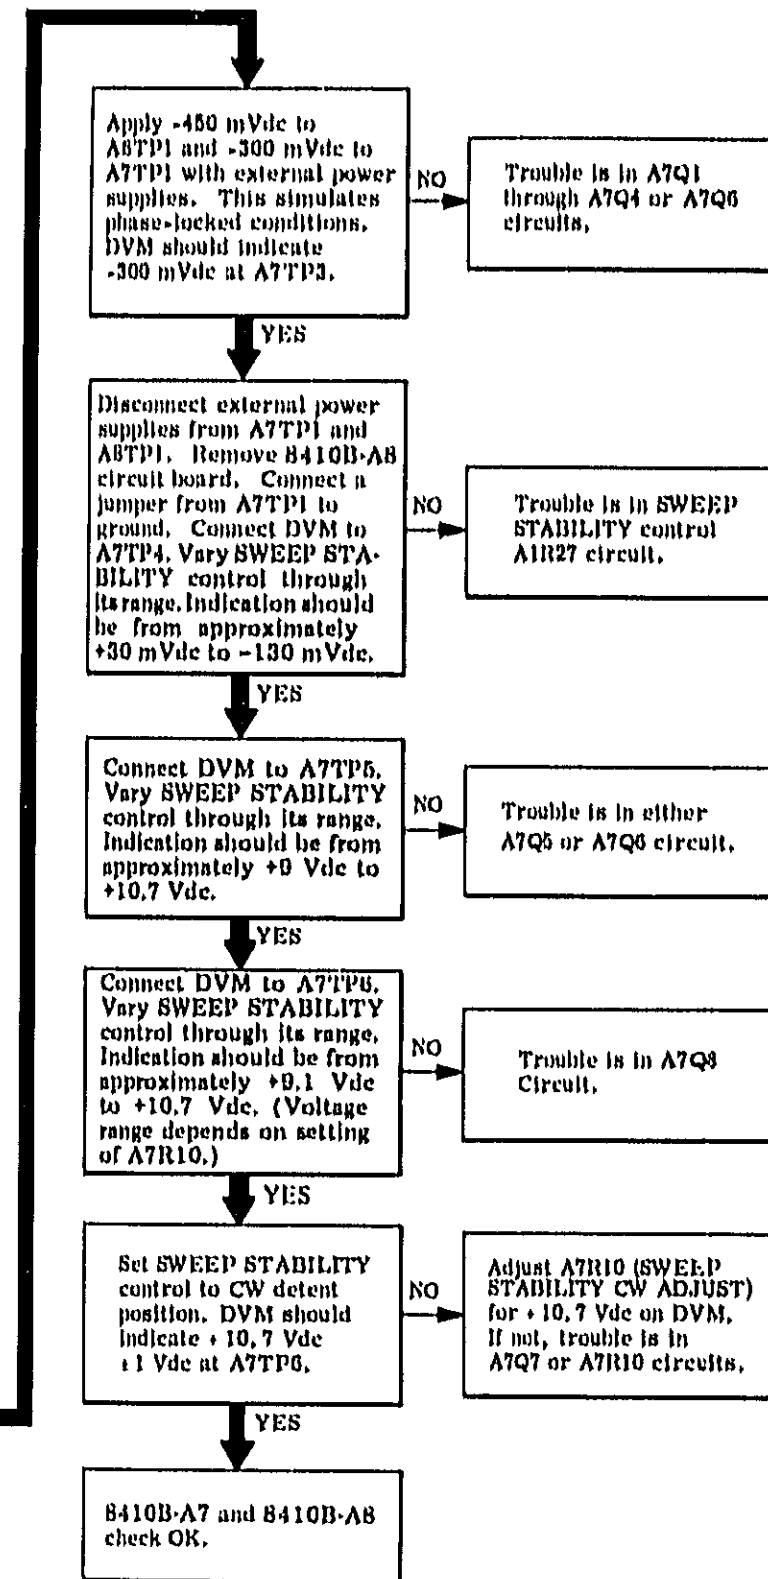 Apply -450 mVdc to
A8TP1 and -300 mVdc to
A7TP1 with external power
supplies. This simulates
phase-locked conditions.
DVM should indicate
-300 mVdc at A7TP3.
NO
Trouble is in A7Q1
through A7Q4 or A7Q6
circuits.
YES
Disconnect external power
supplies from A7TP1 and
A8TP1. Remove 8410B-A8
circuit board. Connect a
jumper from A7TP1 to
ground. Connect DVM to
A7TP4. Vary SWEEP STA-
BILITY control through
its range. Indication should
be from approximately
+30 mVdc to -130 mVdc.
NO
Trouble is in SWEEP
STABILITY control
A1R27 circuit.
YES
Connect DVM to A7TP5.
Vary SWEEP STABILITY
control through its range.
Indication should be from
approximately +9 Vdc to
+10.7 Vdc.
NO
Trouble is in either
A7Q5 or A7Q6 circuit.
YES
Connect DVM to A7TP6.
Vary SWEEP STABILITY
control through its range.
Indication should be from
approximately +9.1 Vdc
to +10.7 Vdc. (Voltage
range depends on setting
of A7R10.)
NO
Trouble is in A7Q8
Circuit.
YES
Set SWEEP STABILITY
control to CW detent
position. DVM should
indicate +10.7 Vdc
±1 Vdc at A7TP6.
NO
Adjust A7R10 (SWEEP
STABILITY CW ADJUST)
for +10.7 Vdc on DVM.
If not, trouble is in
A7Q7 or A7R10 circuits.
YES
8410B-A7 and 8410B-A8
check OK.